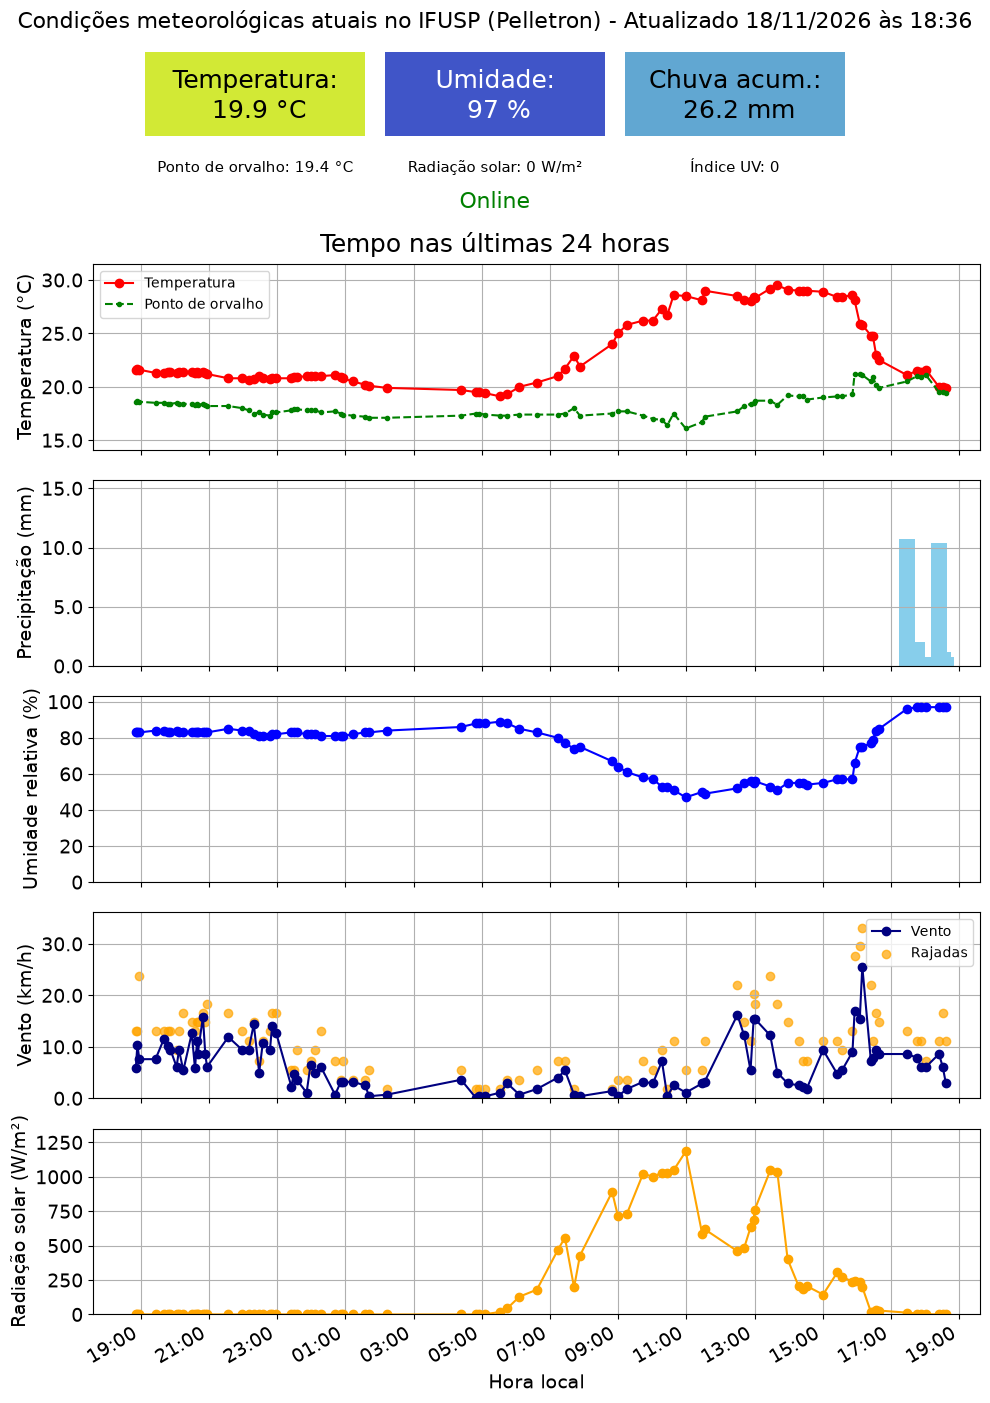 Condições meteorológicas atuais no IFUSP (Pelletron) - Atualizado 18/11/2026 às 18:36
Temperatura:
19.9 °C
Umidade:
97 %
Chuva acum.:
26.2 mm
Ponto de orvalho: 19.4 °C
Radiação solar: 0 W/m²
Índice UV: 0
Online
Tempo nas últimas 24 horas
Temperatura (°C)
30.0
25.0
20.0
15.0
Temperatura
Ponto de orvalho
Precipitação (mm)
15.0
10.0
5.0
0.0
Umidade relativa (%)
100
80
60
40
20
0
Vento (km/h)
30.0
20.0
10.0
0.0
Vento
Rajadas
Radiação solar (W/m²)
1250
1000
750
500
250
0
19:00
21:00
23:00
01:00
03:00
05:00
07:00
09:00
11:00
13:00
15:00
17:00
19:00
Hora local